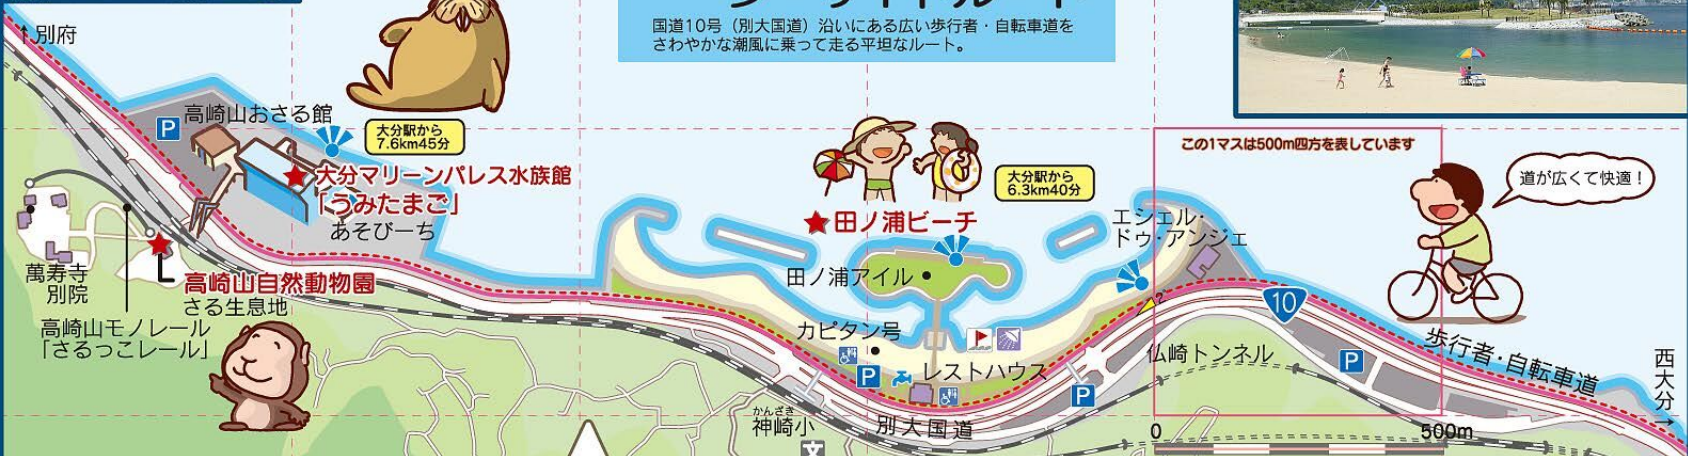 国道10号（別大国道）沿いにある広い歩行者・自転車道を
さわやかな潮風に乗って走る平坦なルート。
↑別府
P
高崎山おさる館
大分駅から
7.6km45分
大分マリーンパレス水族館
「うみたまご」
あそびーち
萬寿寺
別院
高崎山自然動物園
さる生息地
高崎山モノレール
「さるっこレール」
大分駅から
6.3km40分
田ノ浦ビーチ
田ノ浦アイル
カピタン号
P
レストハウス
かんざき
神崎小
文
別大国道
P
エシェル・
ドゥ・アンジェ
この1マスは500m四方を表しています
道が広くて快適！
10
2
仏崎トンネル
P
歩行者・自転車道
西大分
→
0
500m